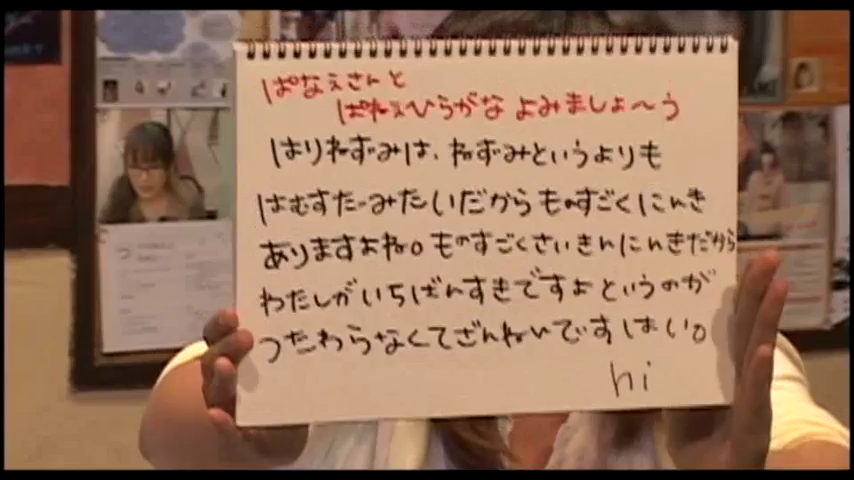 ぱなえさんと
ぱねぇひらがな よみましょ〜う
はりねずみは、ねずみというよりも
はむすたーみたいだからものすごくにんき
ありますよね。ものすごくさいきんにんきだから
わたしがいちばんすきですよというのが
つたわらなくてざんねいです はい。
hi